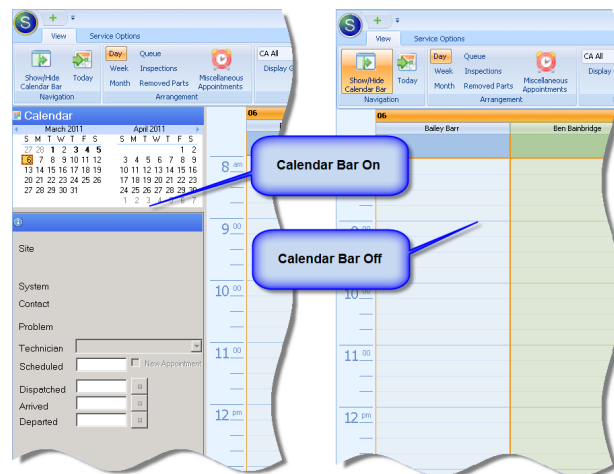 S
+
View Service Options
Show/Hide Calendar Bar
Today
Day
Week
Month
Queue
Inspections
Removed Parts
Miscellaneous Appointments
CA All
Display G
Navigation
Arrangement
Calendar
March 2011
S M T W T F S
27 28 1 2 3 4 5
6 7 8 9 10 11 12
13 14 15 16 17 18 19
20 21 22 23 24 25 26
27 28 29 30 31
April 2011
S M T W T F S
1 2
3 4 5 6 7 8 9
10 11 12 13 14 15 16
17 18 19 20 21 22 23
24 25 26 27 28 29 30
1 2 3 4 5 6 7
Site
System
Contact
Problem
Technician
Scheduled
New Appointment
Dispatched
Arrived
Departed
06
8 am
9 00
10 00
11 00
12 pm
Calendar Bar On
Calendar Bar Off
S
+
View Service Options
Show/Hide Calendar Bar
Today
Day
Week
Month
Queue
Inspections
Removed Parts
Miscellaneous Appointments
CA All
Display
Navigation
Arrangement
06
Bailey Barr
Ben Bainbridge
9 00
10 00
11 00
12 pm